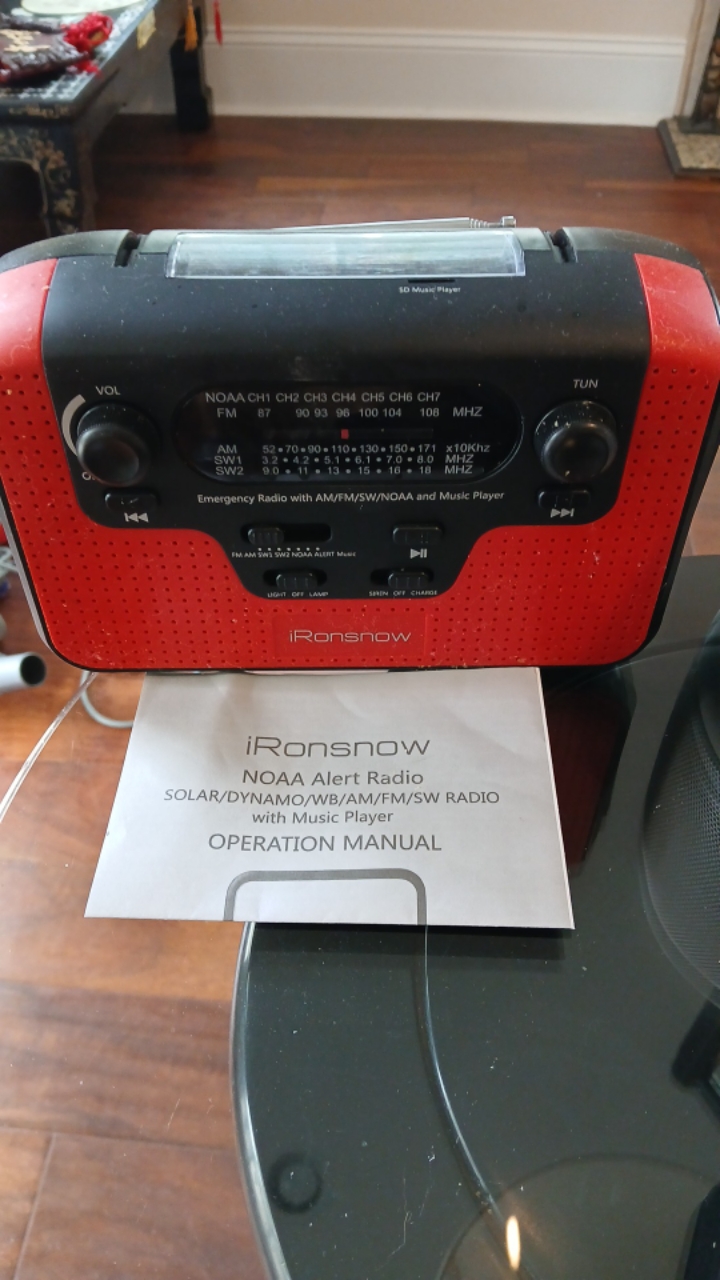 SD Music Player
VOL
TUN
NOAA CH1 CH2 CH3 CH4 CH5 CH6 CH7
FM 87 90 93 98 100 104 108 MHZ
AM 52•70•90•110•130•150•171 x10Khz
SW1 3.2•4.2•5.1•6.1•7.0•8.0 MHZ
SW2 9.0•11•13•15•16•18 MHZ
Emergency Radio with AM/FM/SW/NOAA and Music Player
FM AM SW1 SW2 NOAA ALERT Music
LIGHT OFF LAMP
SIREN OFF CHARGE
iRonsnow
iRonsnow
NOAA Alert Radio
SOLAR/DYNAMO/WB/AM/FM/SW RADIO
with Music Player
OPERATION MANUAL